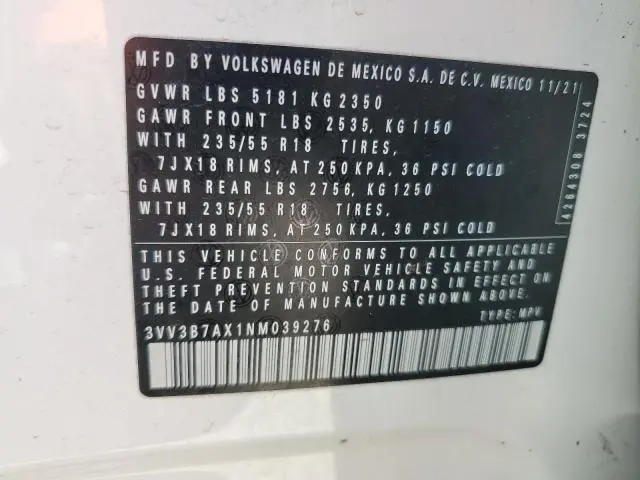 MFD BY VOLKSWAGEN DE MEXICO S.A. DE C.V. MEXICO 11/21
GVWR LBS 5181 KG 2350
GAWR FRONT LBS 2535, KG 1150
WITH 235/55 R18 TIRES,
7JX18 RIMS, AT 250 KPA, 36 PSI COLD
GAWR REAR LBS 2756, KG 1250
WITH 235/55 R18 TIRES,
7JX18 RIMS, AT 250 KPA, 36 PSI COLD
4264308 3724
THIS VEHICLE CONFORMS TO ALL APPLICABLE
U.S. FEDERAL MOTOR VEHICLE SAFETY AND
THEFT PREVENTION STANDARDS IN EFFECT ON
THE DATE OF MANUFACTURE SHOWN ABOVE.
3VV3B7AX1NM039276 TYPE: MPV